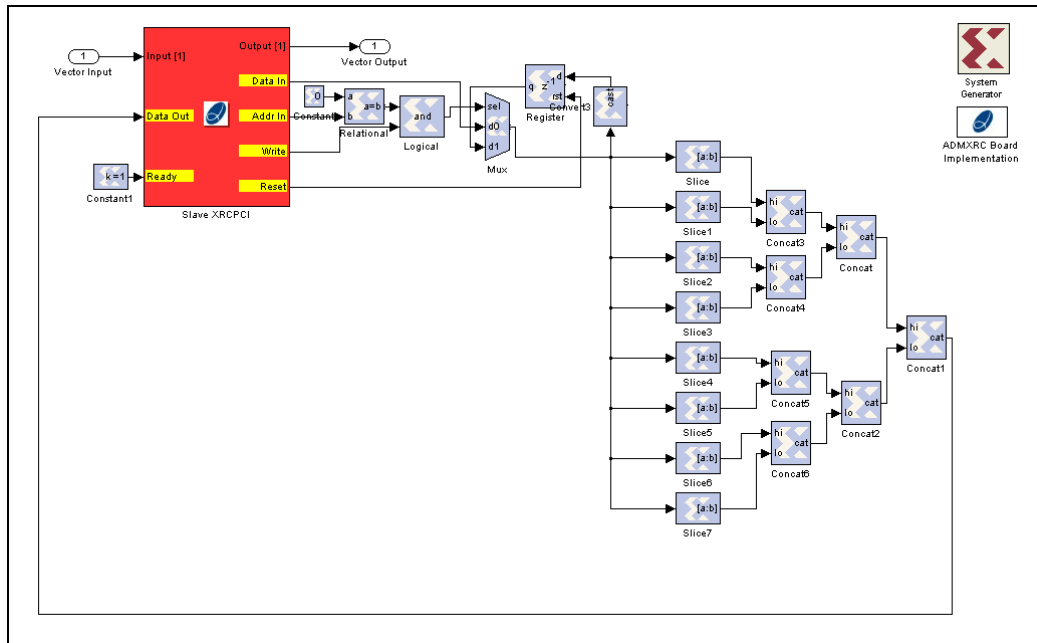 Input [1]
Output [1]
1
Vector Input
1
Vector Output
Data In
Data Out
Addr In
Write
Ready
Reset
Slave XRCPCI
k =1
Constant1
0
a
b
a=b
Relational
and
Logical
sel
d0
d1
Mux
q
z-1
d
rst
Register
cast
Convert3
System
Generator
ADMXRC Board
Implementation
[a:b]
Slice
[a:b]
Slice1
[a:b]
Slice2
[a:b]
Slice3
[a:b]
Slice4
[a:b]
Slice5
[a:b]
Slice6
[a:b]
Slice7
hi
lo
cat
Concat3
hi
lo
cat
Concat4
hi
lo
cat
Concat
hi
lo
cat
Concat5
hi
lo
cat
Concat6
hi
lo
cat
Concat2
hi
lo
cat
Concat1